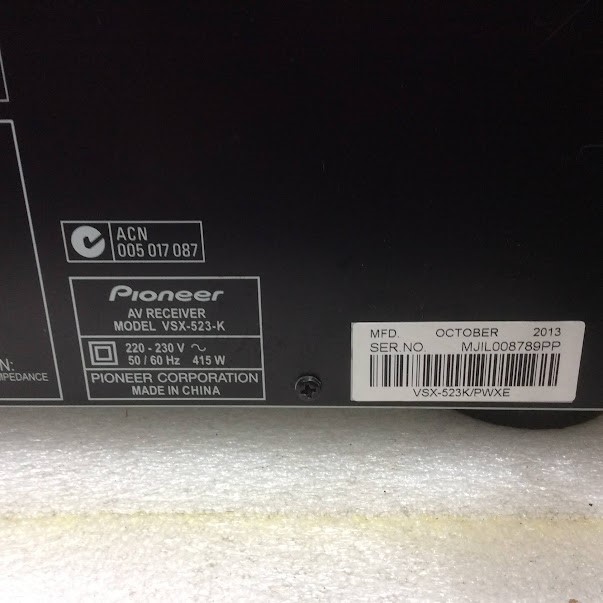 ACN
005 017 087
Pioneer
AV RECEIVER
MODEL VSX-523-K
220 - 230 V ~
50 / 60 Hz 415 W
PIONEER CORPORATION
MADE IN CHINA
N:
MPEDANCE
MFD. OCTOBER 2013
SER.NO MJIL008789PP
VSX-523K/PWXE